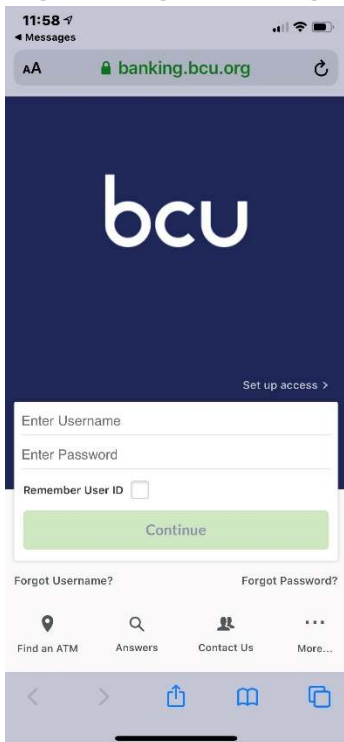 11:58
◀ Messages
AA banking.bcu.org
bcu
Set up access >
Enter Username
Enter Password
Remember User ID
Continue
Forgot Username? Forgot Password?
Find an ATM Answers Contact Us More...